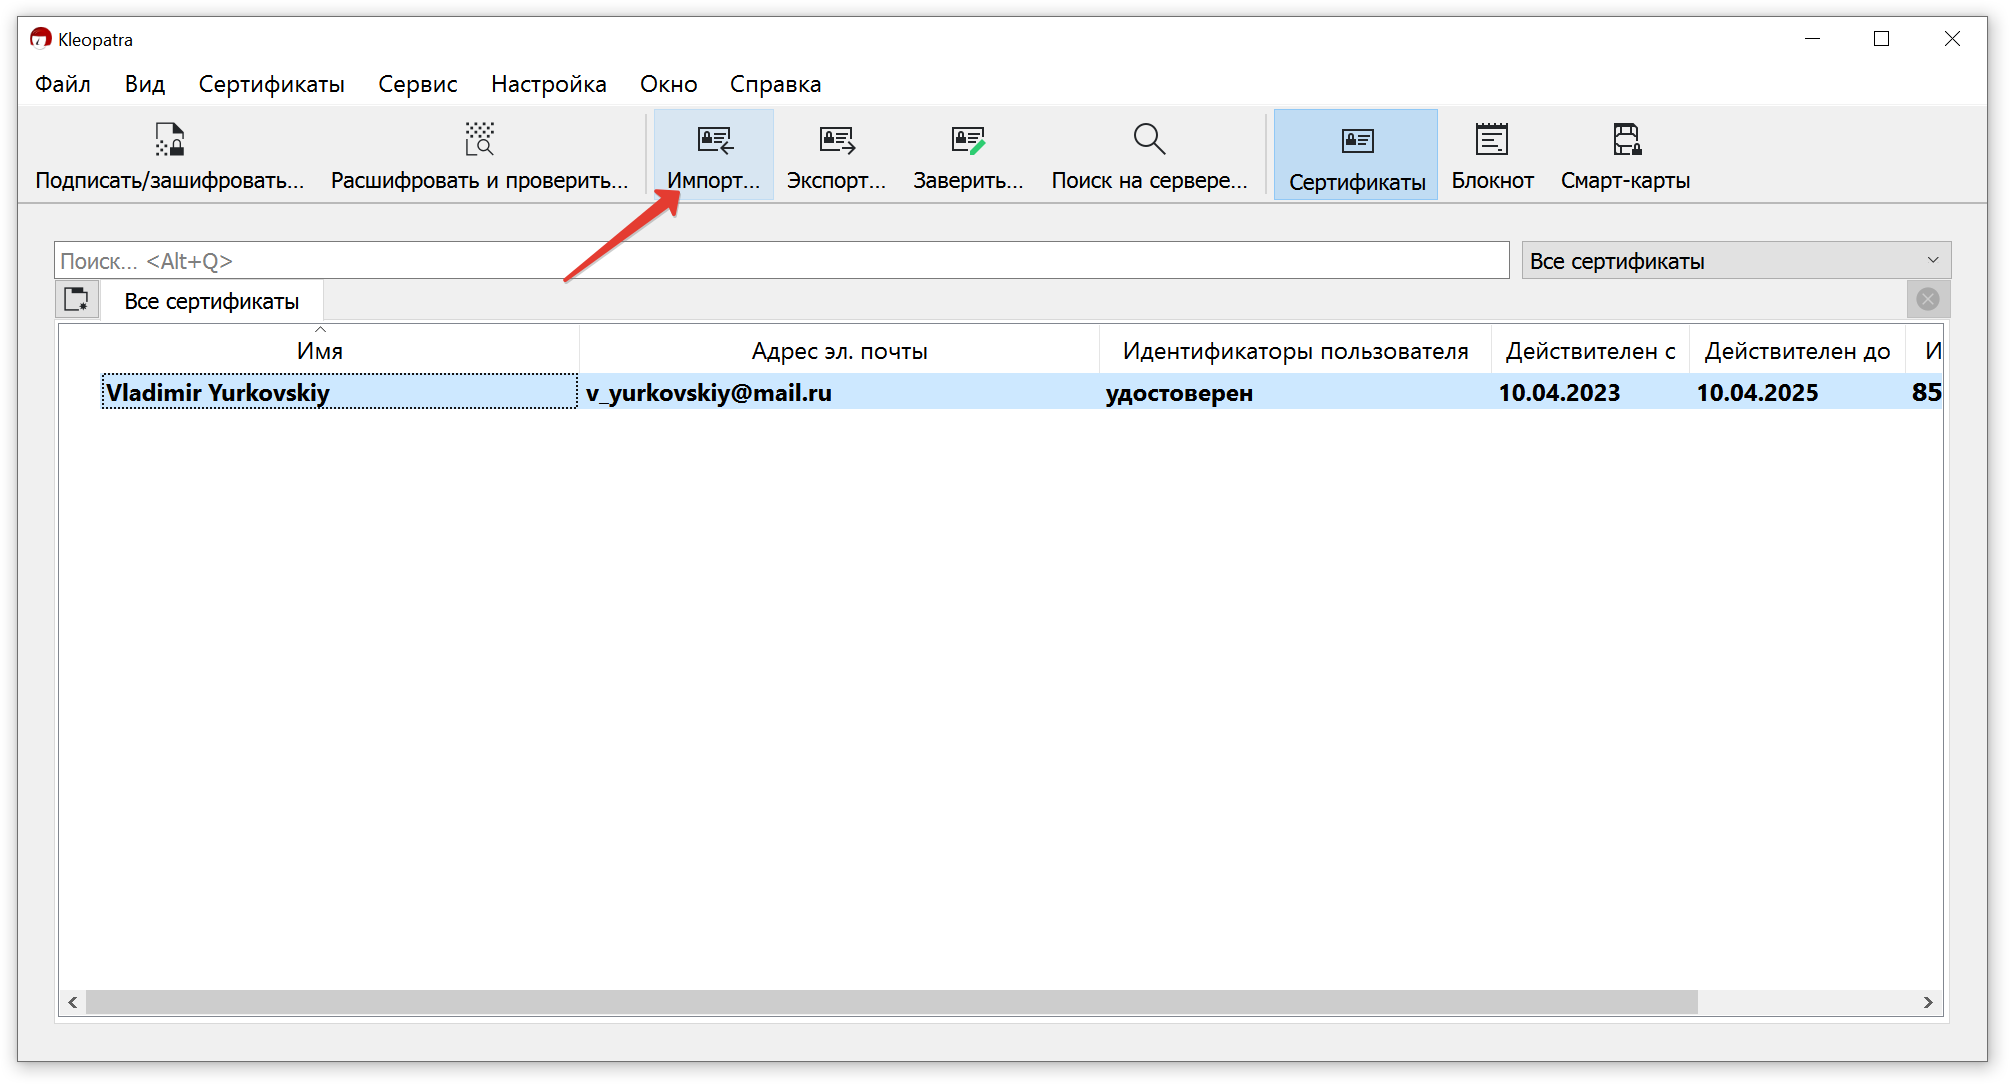 Kleopatra
Файл Вид Сертификаты Сервис Настройка Окно Справка
Подписать/зашифровать... Расшифровать и проверить... Импорт... Экспорт... Заверить... Поиск на сервере... Сертификаты Блокнот Смарт-карты
Поиск... <Alt+Q> Все сертификаты
Все сертификаты
Имя Адрес эл. почты Идентификаторы пользователя Действителен с Действителен до И
Vladimir Yurkovskiy v_yurkovskiy@mail.ru удостоверен 10.04.2023 10.04.2025 85